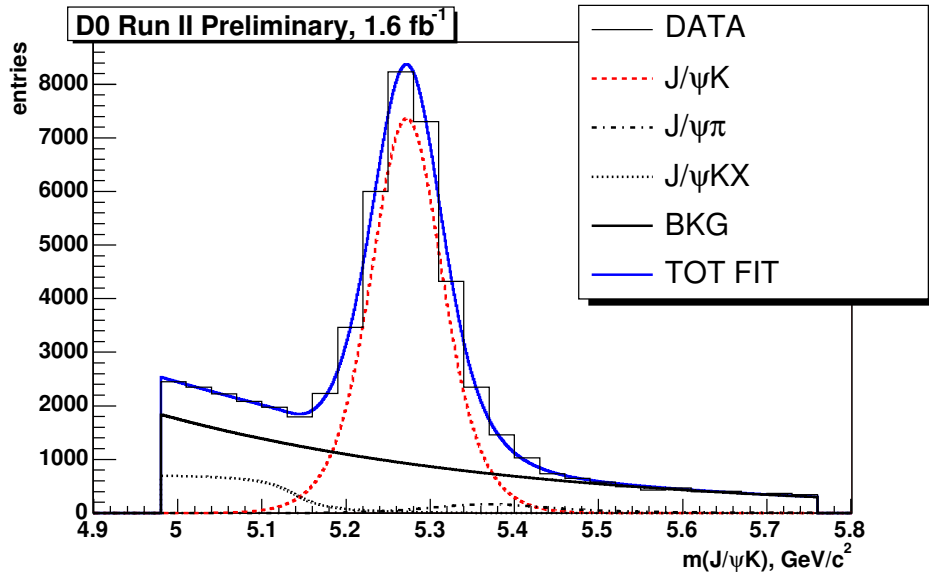 D0 Run II Preliminary, 1.6 fb⁻¹
DATA
J/ψK
J/ψπ
J/ψKX
BKG
TOT FIT
entries
8000
7000
6000
5000
4000
3000
2000
1000
0
4.9 5 5.1 5.2 5.3 5.4 5.5 5.6 5.7 5.8
m(J/ψK), GeV/c²